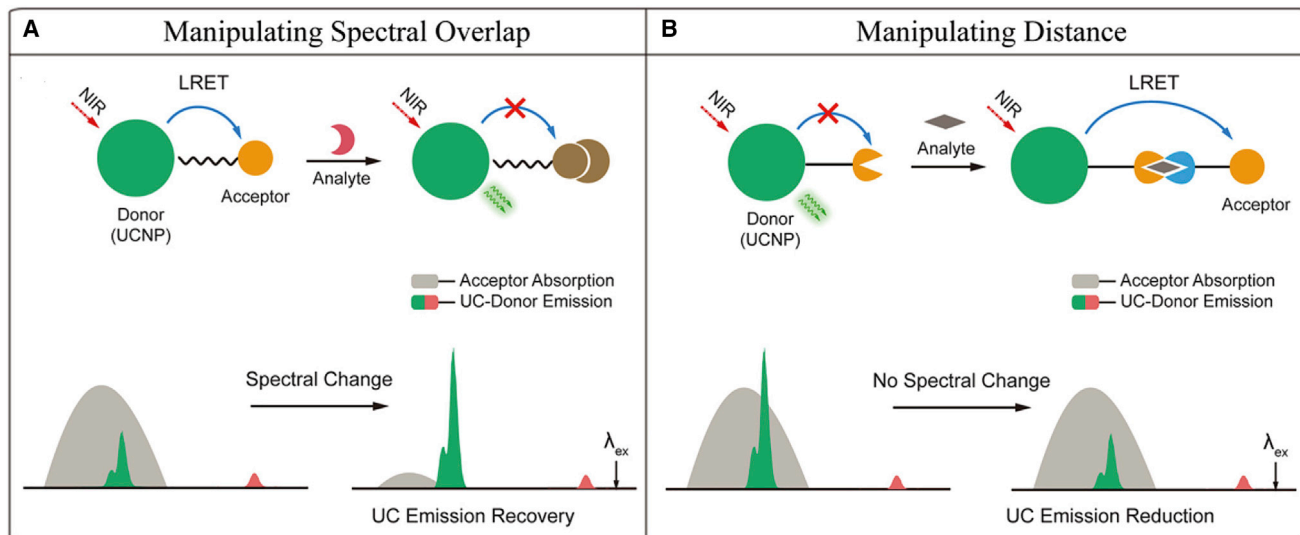 A
Manipulating Spectral Overlap
NIR
LRET
Donor
(UCNP)
Acceptor
Analyte
NIR
Acceptor Absorption
UC-Donor Emission
Spectral Change
λex
UC Emission Recovery
B
Manipulating Distance
NIR
Donor
(UCNP)
Analyte
NIR
LRET
Acceptor
Acceptor Absorption
UC-Donor Emission
No Spectral Change
λex
UC Emission Reduction